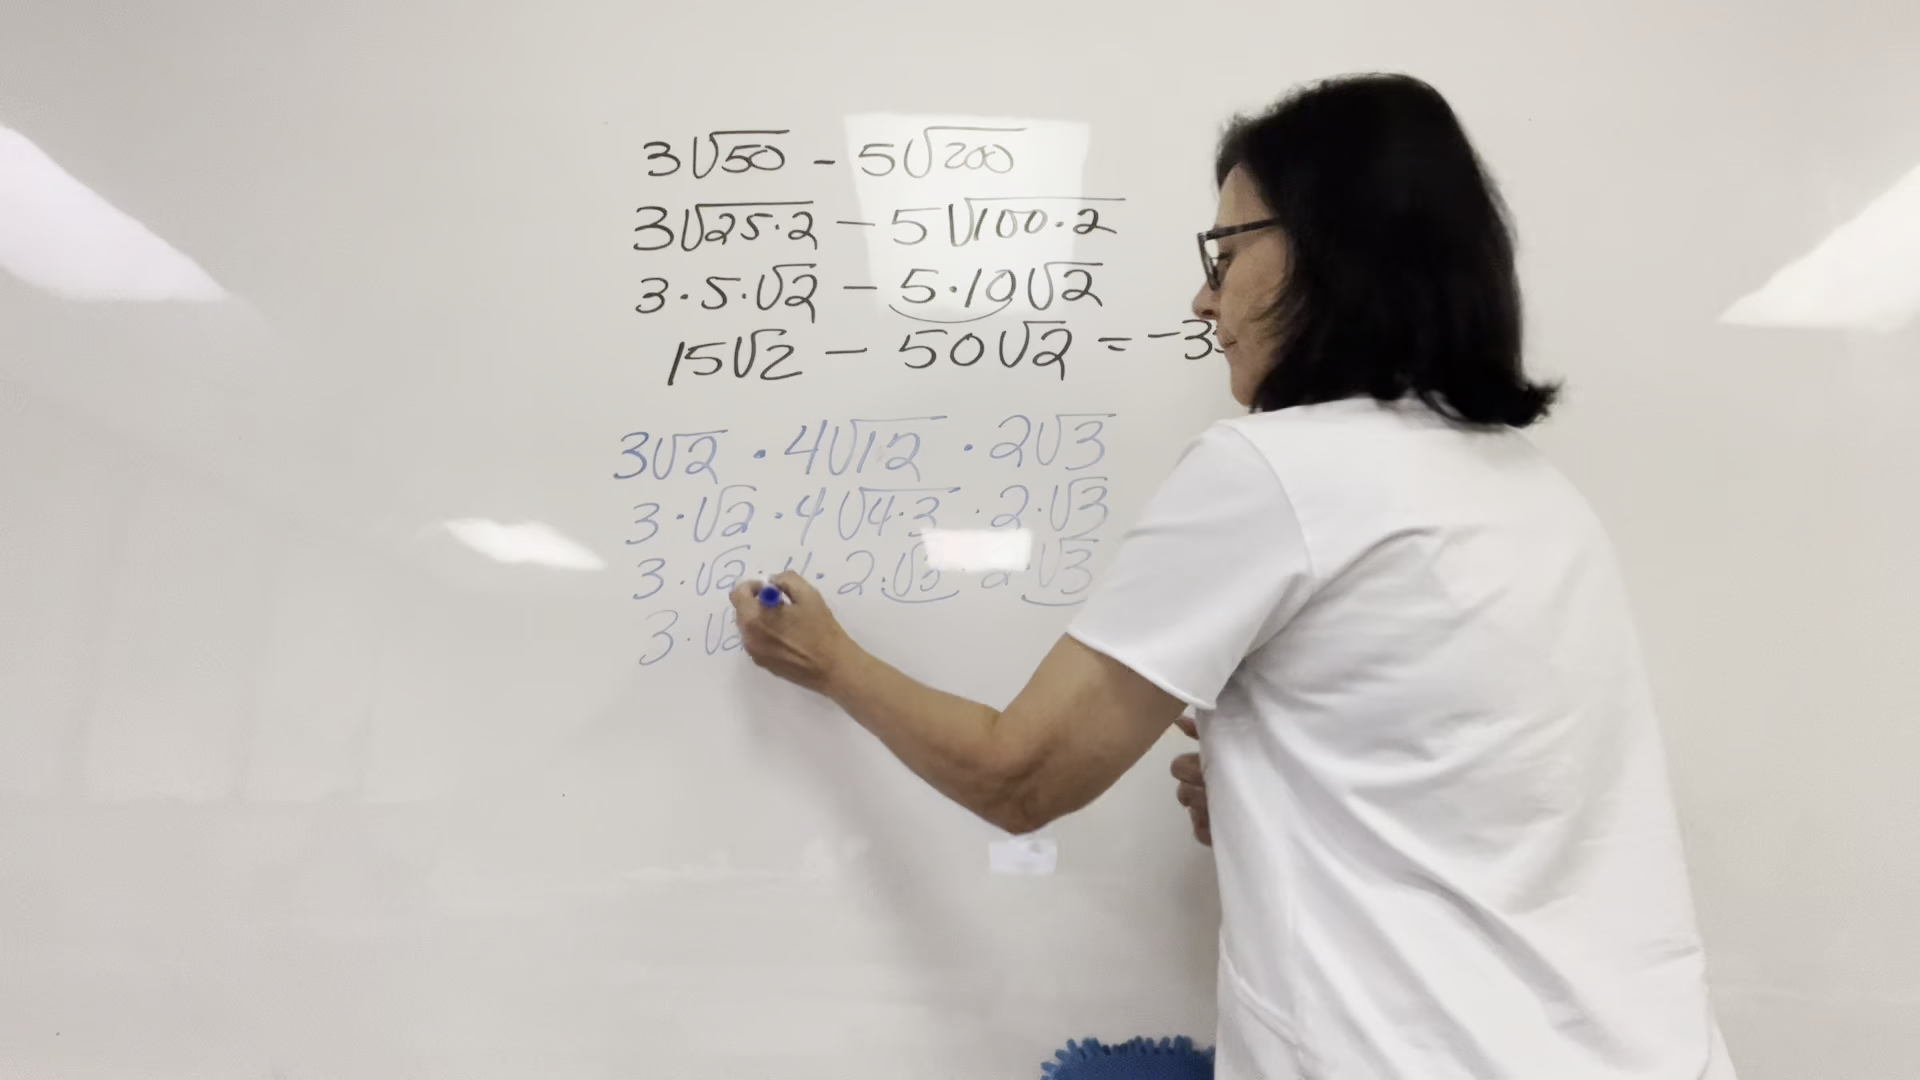 3√50 - 5√200
3√25·2 - 5√100·2
3·5·√2 - 5·10√2
15√2 - 50√2 = -3
3√2 · 4√12 · 2√3
3·√2·4√4·3·2·√3
3·√2·4·2·√3·2·√3
3·√2